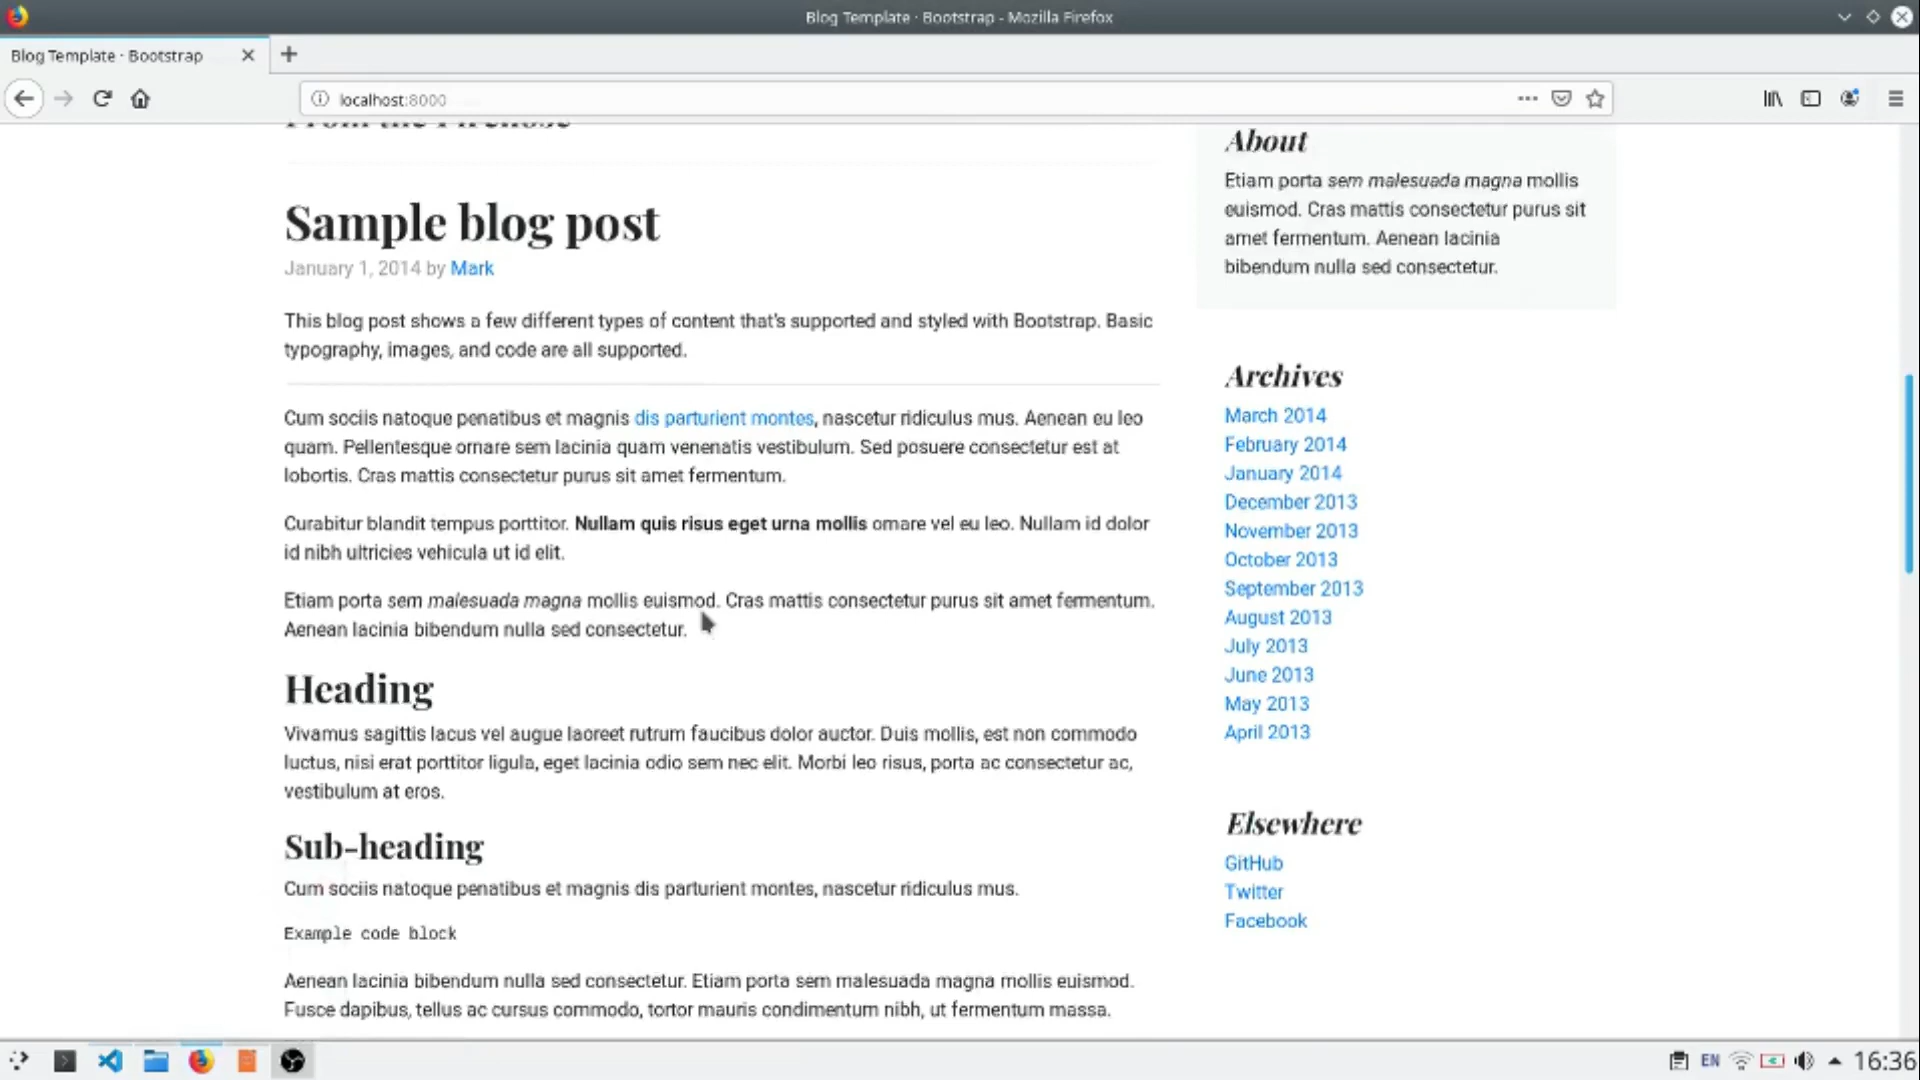 Blog Template · Bootstrap - Mozilla Firefox
Blog Template · Bootstrap
localhost:8000
From the Firehose
Sample blog post
January 1, 2014 by Mark
This blog post shows a few different types of content that's supported and styled with Bootstrap. Basic
typography, images, and code are all supported.
Cum sociis natoque penatibus et magnis dis parturient montes, nascetur ridiculus mus. Aenean eu leo
quam. Pellentesque ornare sem lacinia quam venenatis vestibulum. Sed posuere consectetur est at
lobortis. Cras mattis consectetur purus sit amet fermentum.
Curabitur blandit tempus porttitor. Nullam quis risus eget urna mollis ornare vel eu leo. Nullam id dolor
id nibh ultricies vehicula ut id elit.
Etiam porta sem malesuada magna mollis euismod. Cras mattis consectetur purus sit amet fermentum.
Aenean lacinia bibendum nulla sed consectetur.
Heading
Vivamus sagittis lacus vel augue laoreet rutrum faucibus dolor auctor. Duis mollis, est non commodo
luctus, nisi erat porttitor ligula, eget lacinia odio sem nec elit. Morbi leo risus, porta ac consectetur ac,
vestibulum at eros.
Sub-heading
Cum sociis natoque penatibus et magnis dis parturient montes, nascetur ridiculus mus.
Example code block
Aenean lacinia bibendum nulla sed consectetur. Etiam porta sem malesuada magna mollis euismod.
Fusce dapibus, tellus ac cursus commodo, tortor mauris condimentum nibh, ut fermentum massa.
About
Etiam porta sem malesuada magna mollis
euismod. Cras mattis consectetur purus sit
amet fermentum. Aenean lacinia
bibendum nulla sed consectetur.
Archives
March 2014
February 2014
January 2014
December 2013
November 2013
October 2013
September 2013
August 2013
July 2013
June 2013
May 2013
April 2013
Elsewhere
GitHub
Twitter
Facebook
EN
16:36